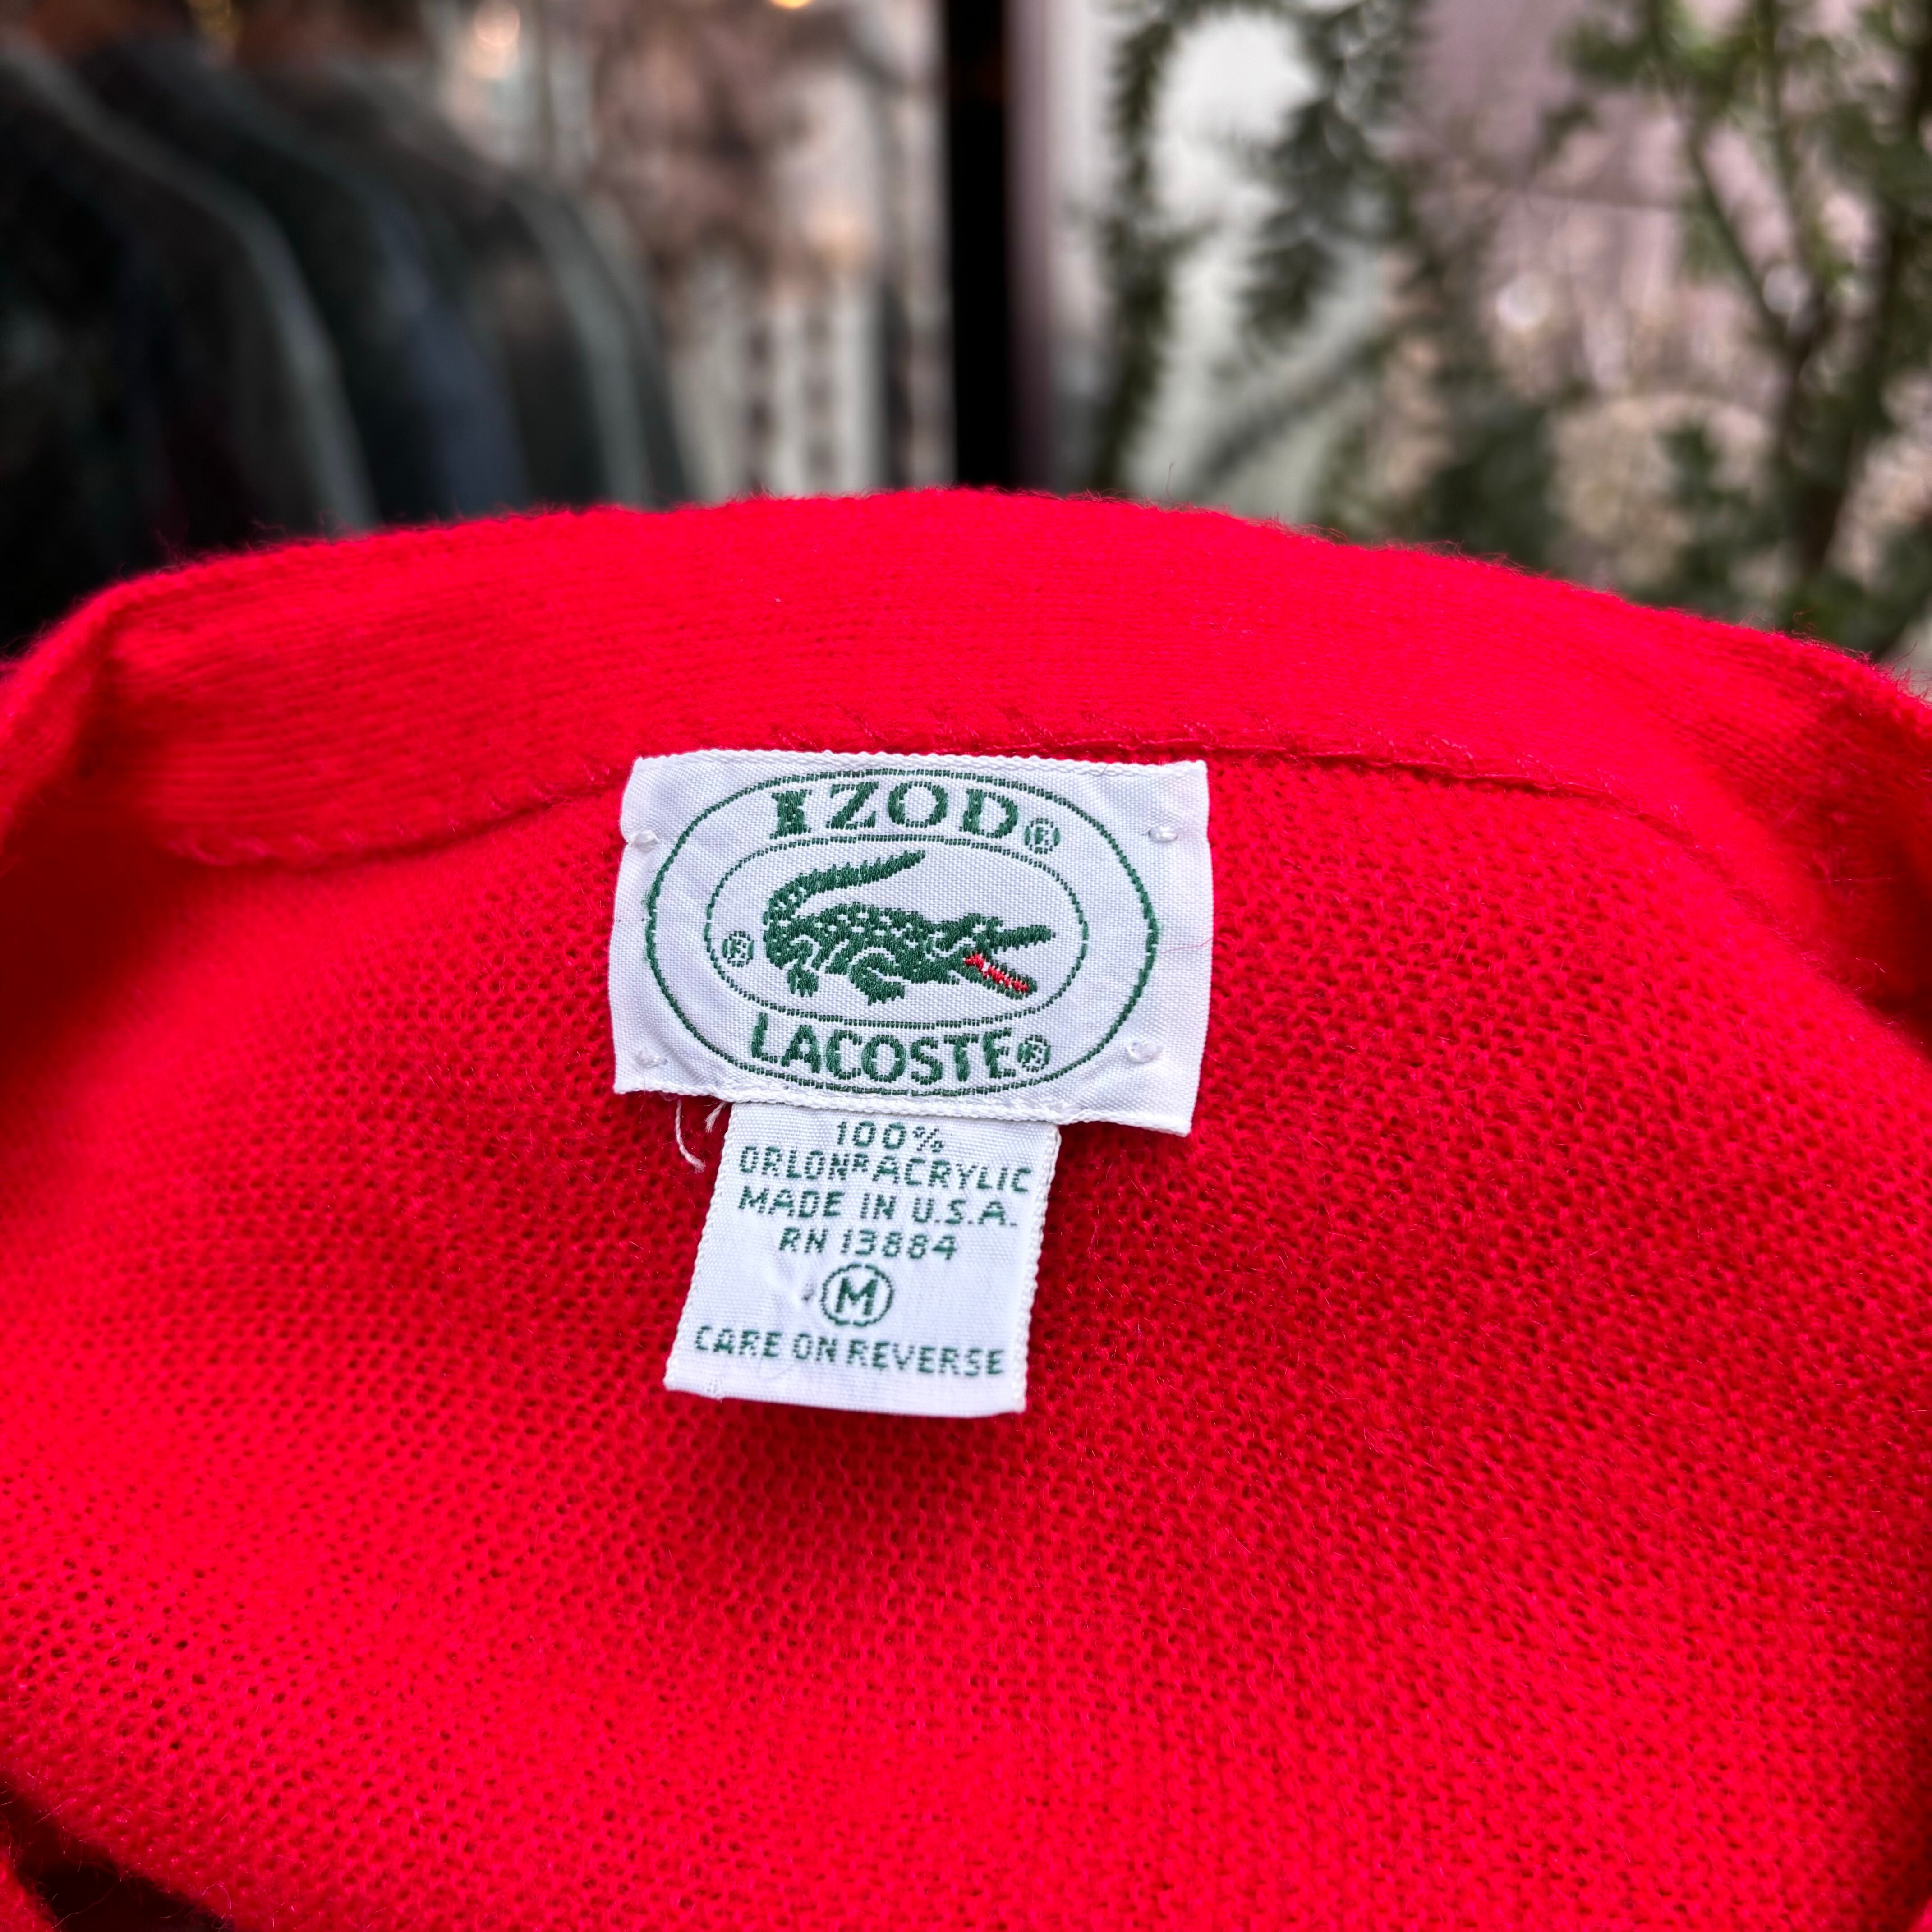 IZOD®
®
LACOSTE®
100%
ORLON®ACRYLIC
MADE IN U.S.A.
RN 13884
M
CARE ON REVERSE